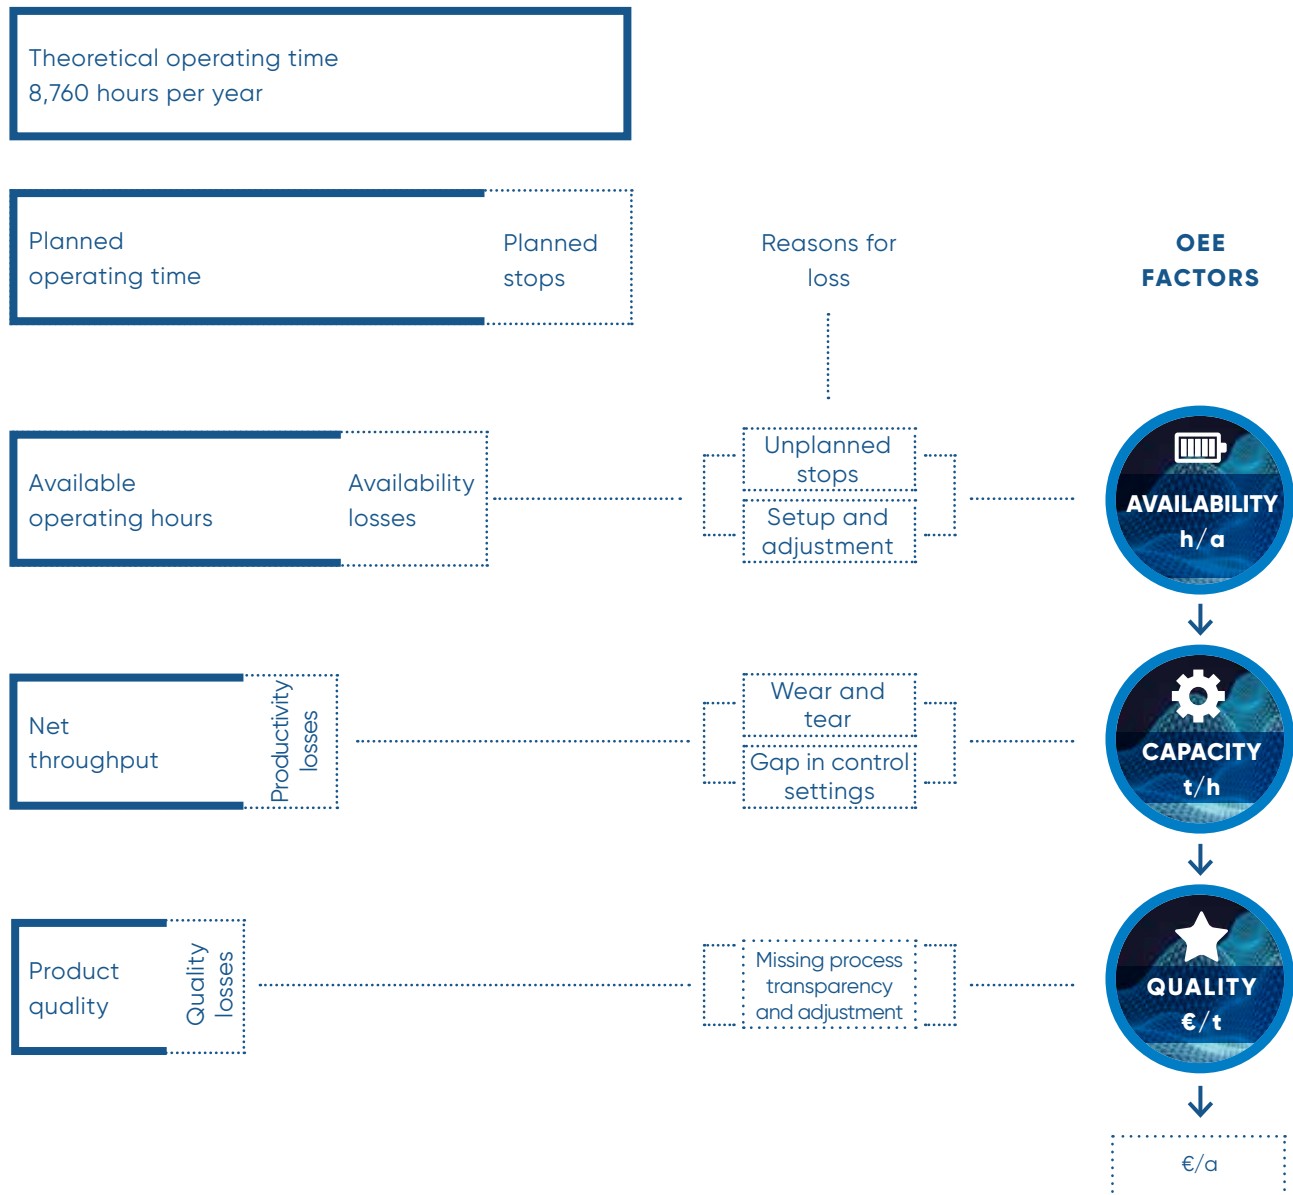 Theoretical operating time
8,760 hours per year
Planned
operating time
Planned
stops
Reasons for
loss
OEE
FACTORS
Available
operating hours
Availability
losses
Unplanned
stops
Setup and
adjustment
AVAILABILITY
h/a
Net
throughput
Productivity
losses
Wear and
tear
Gap in control
settings
CAPACITY
t/h
Product
quality
Quality
losses
Missing process
transparency
and adjustment
QUALITY
€/t
€/a